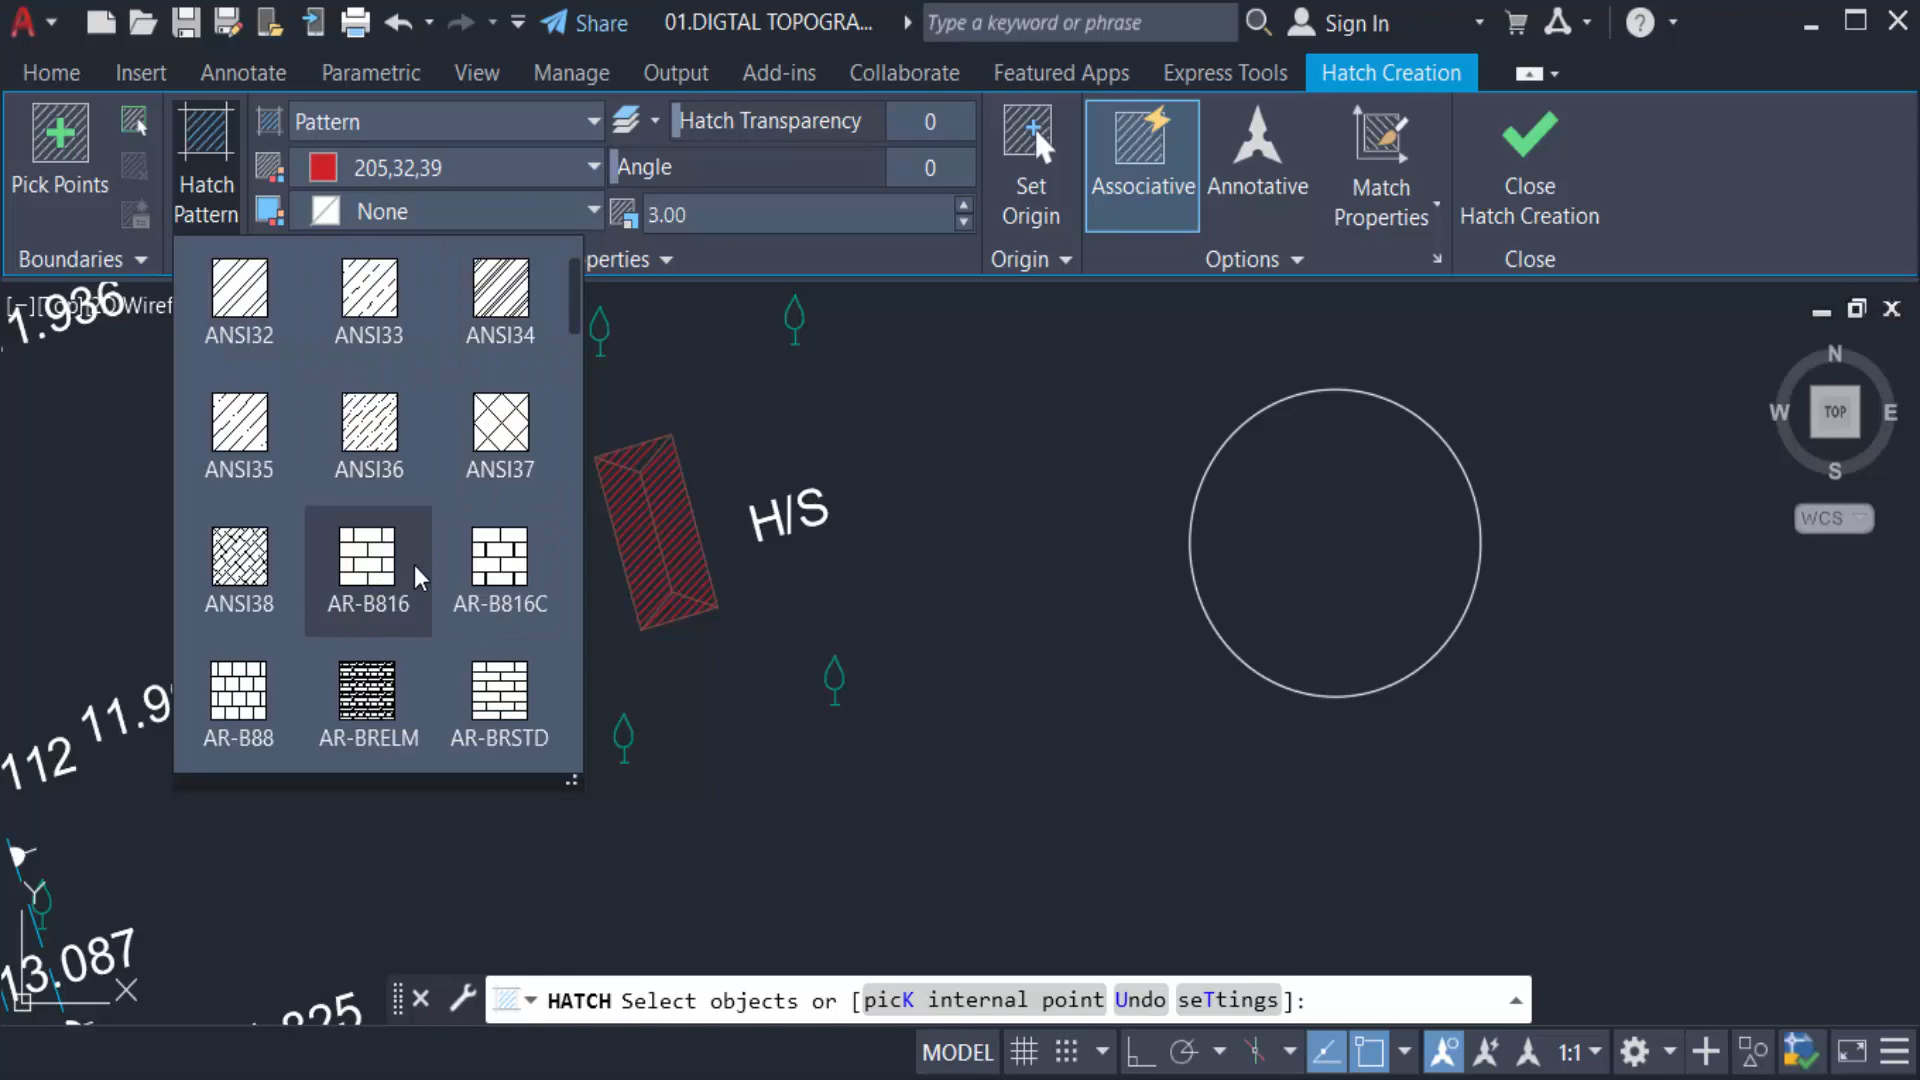 Share
01.DIGTAL TOPOGRA...
Type a keyword or phrase
Sign In
Home
Insert
Annotate
Parametric
View
Manage
Output
Add-ins
Collaborate
Featured Apps
Express Tools
Hatch Creation
Pick Points
Boundaries
Hatch
Pattern
Pattern
205,32,39
None
Hatch Transparency 0
Angle 0
3.00
perties
Set
Origin
Origin
Associative
Annotative
Match
Properties
Options
Close
Hatch Creation
Close
ANSI32 ANSI33 ANSI34
ANSI35 ANSI36 ANSI37
ANSI38 AR-B816 AR-B816C
AR-B88 AR-BRELM AR-BRSTD
[−][Top][2D Wiref
1.936
11.9
112
13.087
.825
Y
X
H/S
N
W TOP E
S
WCS
HATCH Select objects or [picK internal point Undo seTtings]:
MODEL
1:1